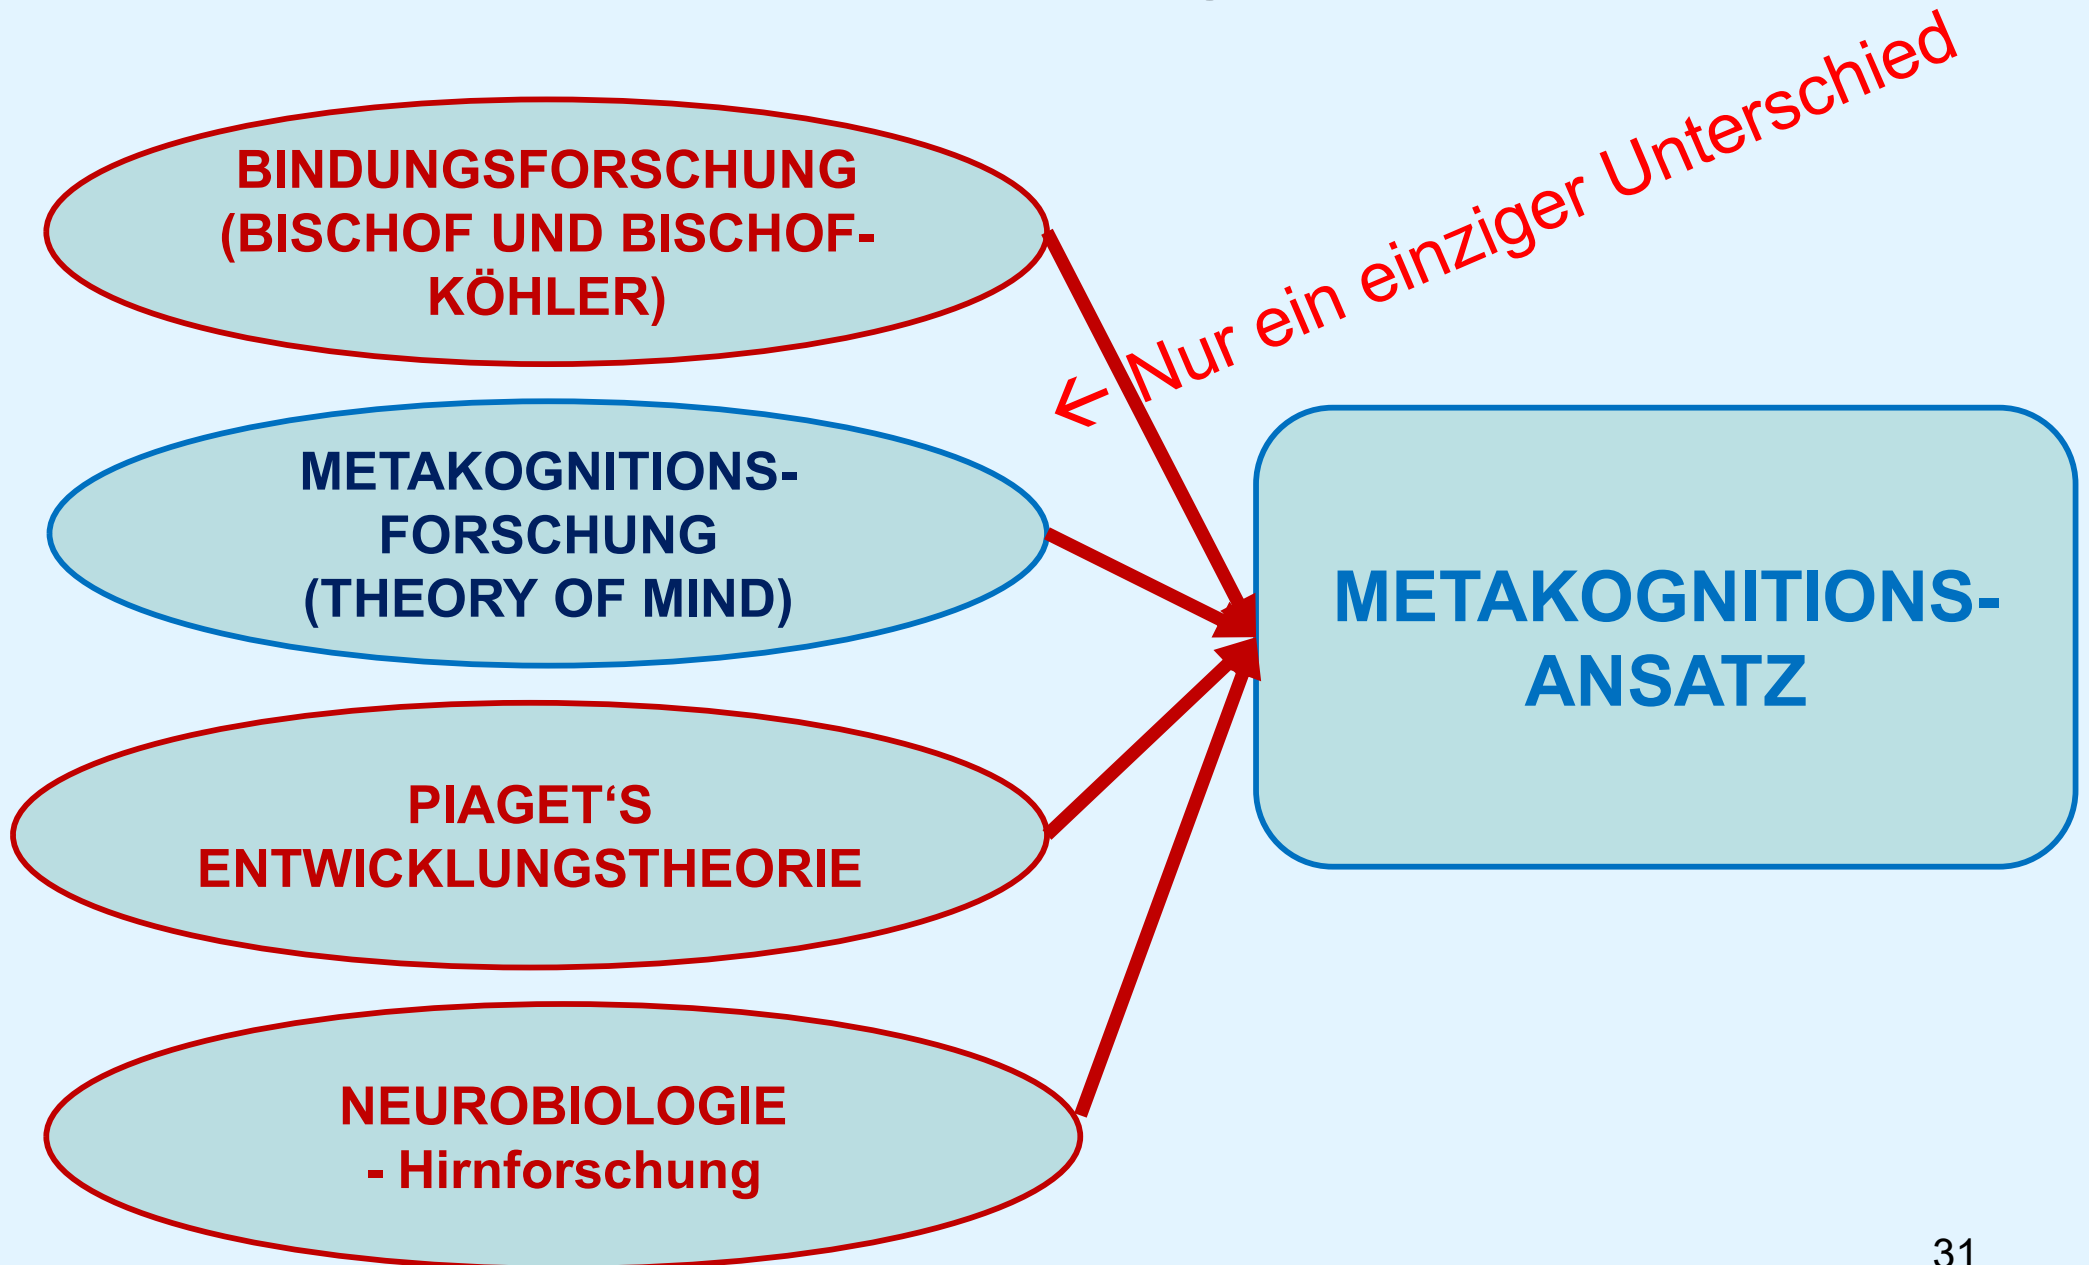 ← Nur ein einziger Unterschied
BINDUNGSFORSCHUNG
(BISCHOF UND BISCHOF-
KÖHLER)
METAKOGNITIONS-
FORSCHUNG
(THEORY OF MIND)
PIAGET‘S
ENTWICKLUNGSTHEORIE
NEUROBIOLOGIE
- Hirnforschung
METAKOGNITIONS-
ANSATZ
31